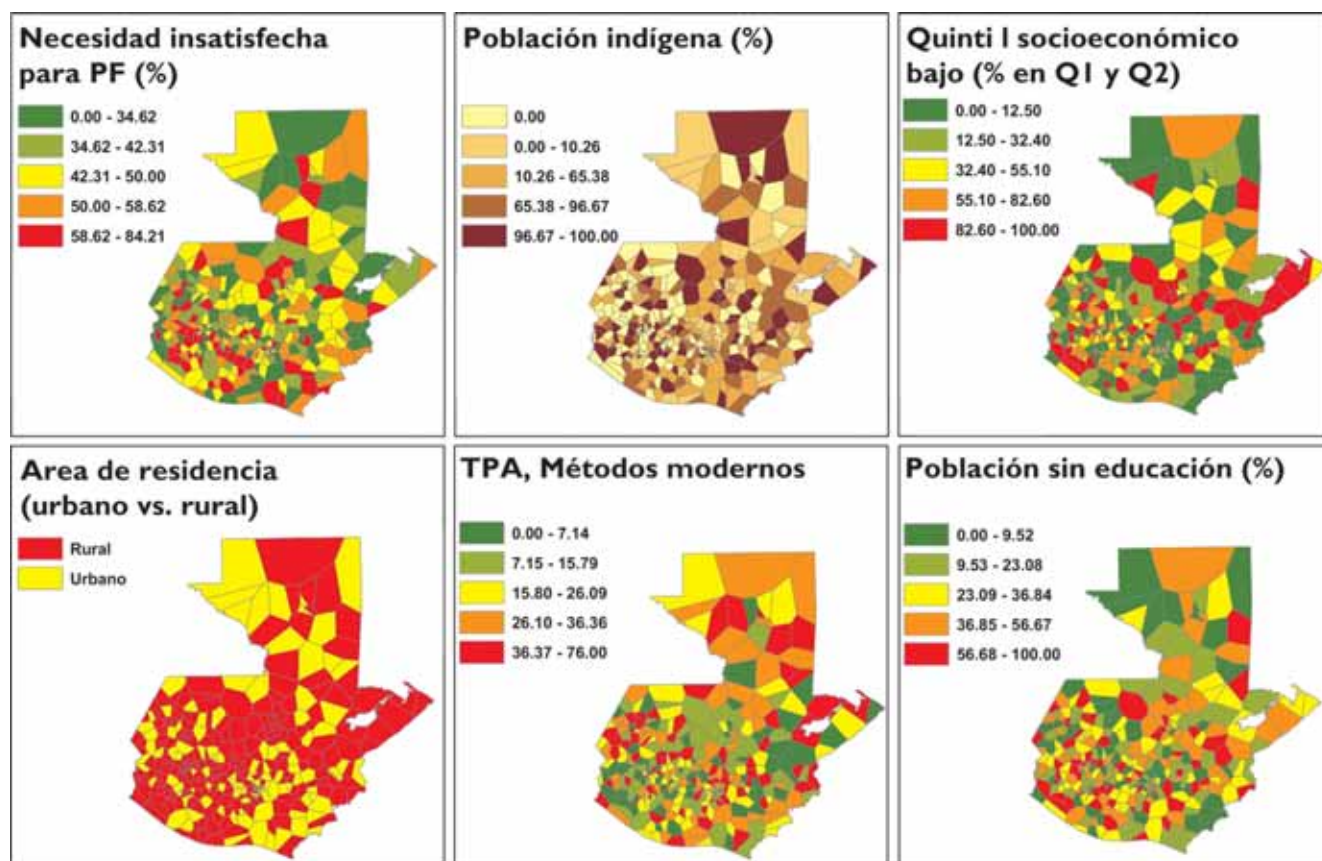 Necesidad insatisfecha
para PF (%)
0.00 - 34.62
34.62 - 42.31
42.31 - 50.00
50.00 - 58.62
58.62 - 84.21
Población indígena (%)
0.00
0.00 - 10.26
10.26 - 65.38
65.38 - 96.67
96.67 - 100.00
Quinti l socioeconómico
bajo (% en Q1 y Q2)
0.00 - 12.50
12.50 - 32.40
32.40 - 55.10
55.10 - 82.60
82.60 - 100.00
Area de residencia
(urbano vs. rural)
Rural
Urbano
TPA, Métodos modernos
0.00 - 7.14
7.15 - 15.79
15.80 - 26.09
26.10 - 36.36
36.37 - 76.00
Población sin educación (%)
0.00 - 9.52
9.53 - 23.08
23.09 - 36.84
36.85 - 56.67
56.68 - 100.00